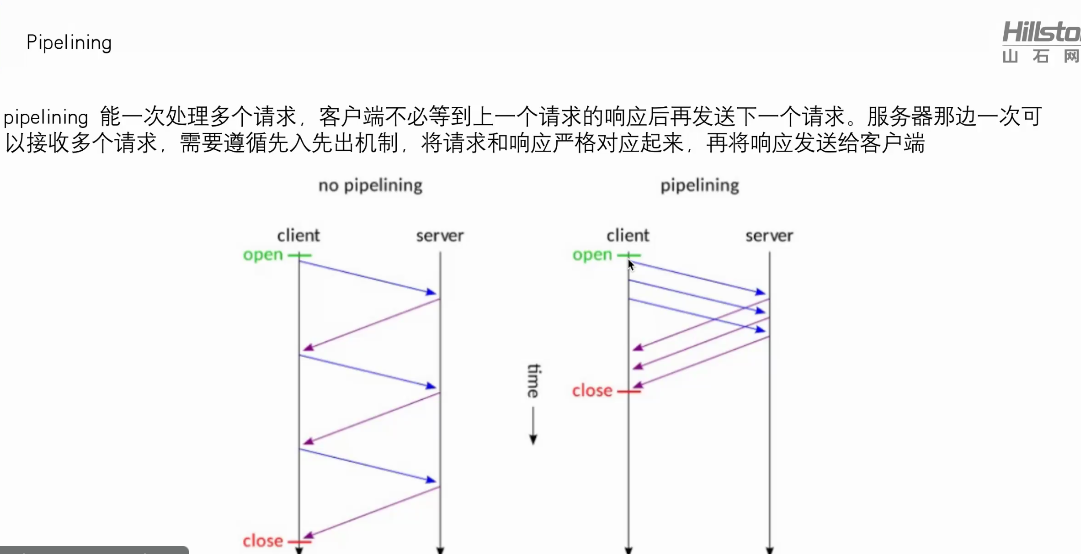 Pipelining
Hillsto
山石网
pipelining 能一次处理多个请求，客户端不必等到上一个请求的响应后再发送下一个请求。服务器那边一次可
以接收多个请求，需要遵循先入先出机制，将请求和响应严格对应起来，再将响应发送给客户端
no pipelining
pipelining
client
server
client
server
open
open
time
close
close